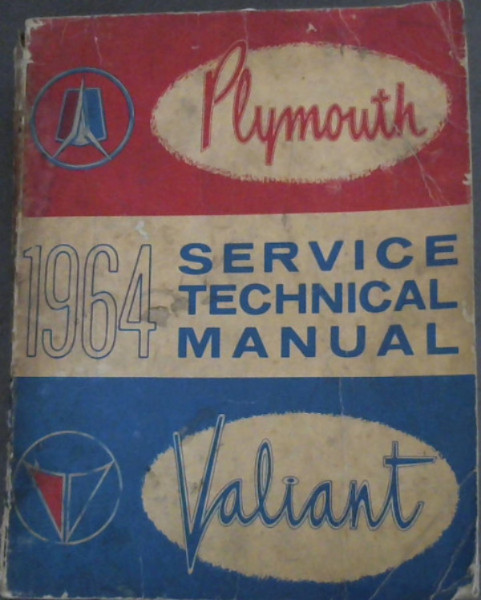 Plymouth
1964
SERVICE
TECHNICAL
MANUAL
Valiant